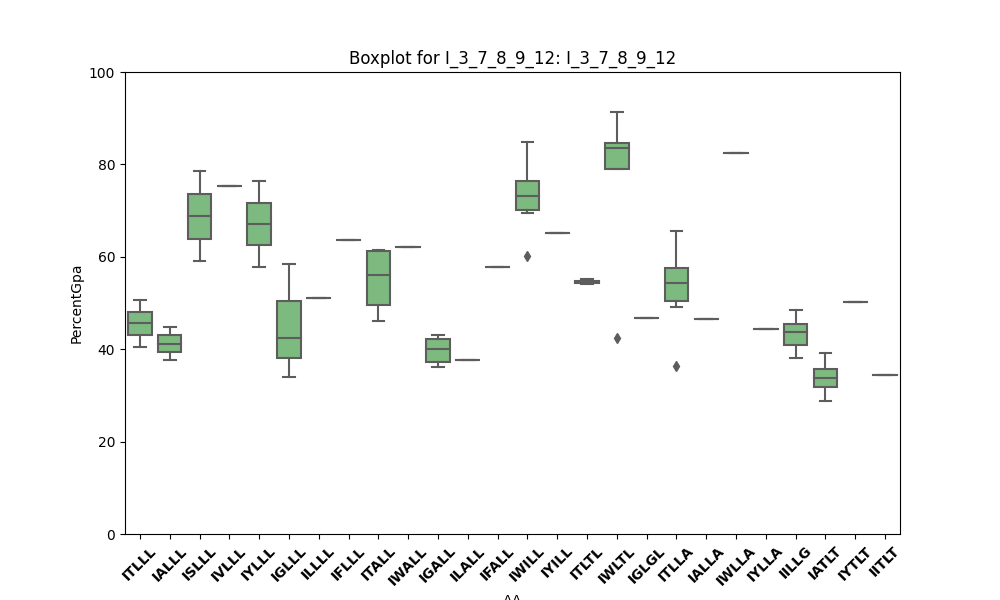 Boxplot for I_3_7_8_9_12: I_3_7_8_9_12
100
80
60
40
20
0
PercentGpa
ITLLL
IALLL
ISLLL
IVLLL
IYLLL
IGLLL
ILLLL
IFLLL
ITALL
IWALL
IGALL
ILALL
IFALL
IWILL
IYILL
ITLTL
IWLTL
IGLGL
ITLLA
IALLA
IWLLA
IYLLA
IILLG
IATLT
IYTLT
IITLT
AA